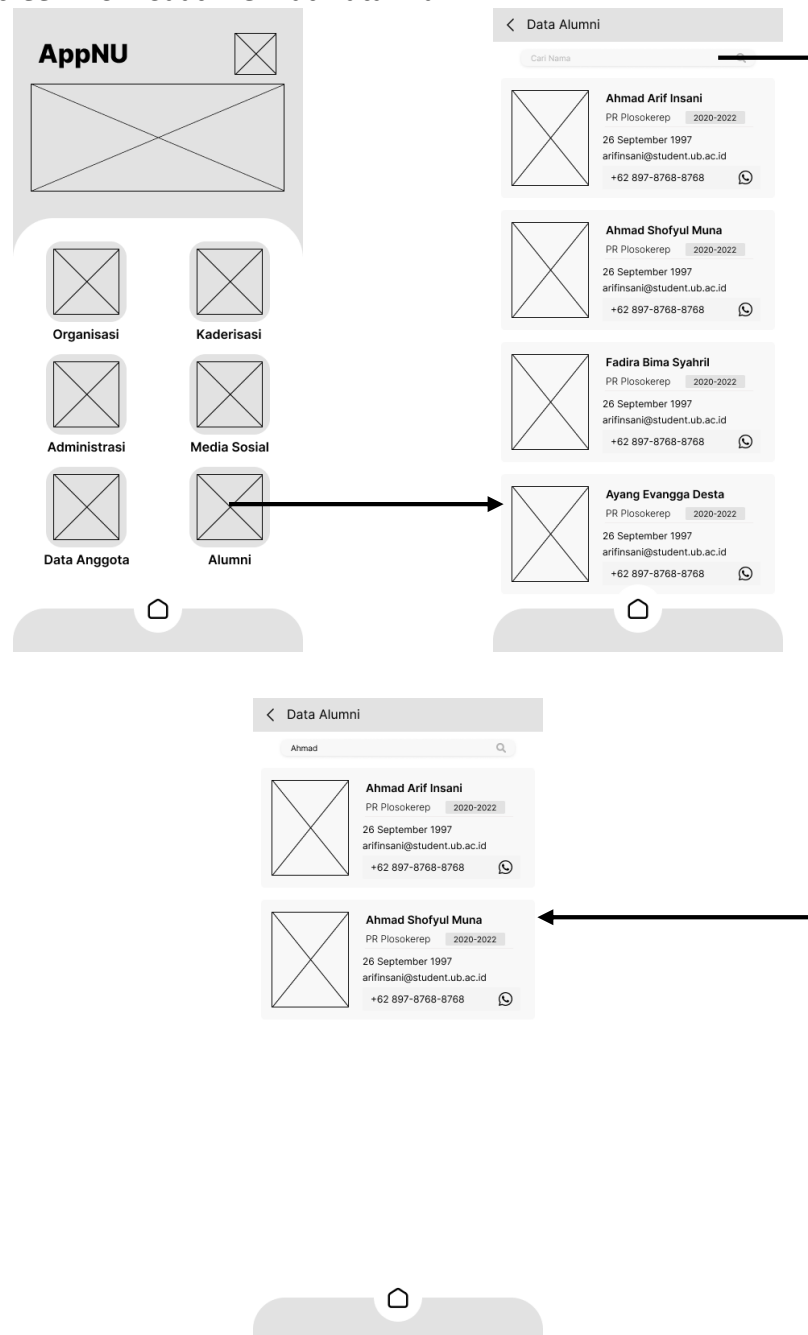 AppNU
Organisasi
Kaderisasi
Administrasi
Media Sosial
Data Anggota
Alumni
Data Alumni
Cari Nama
Ahmad Arif Insani
PR Plosokerep 2020-2022
26 September 1997
arifinsani@student.ub.ac.id
+62 897-8768-8768
Ahmad Shofyul Muna
PR Plosokerep 2020-2022
26 September 1997
arifinsani@student.ub.ac.id
+62 897-8768-8768
Fadira Bima Syahril
PR Plosokerep 2020-2022
26 September 1997
arifinsani@student.ub.ac.id
+62 897-8768-8768
Ayang Evangga Desta
PR Plosokerep 2020-2022
26 September 1997
arifinsani@student.ub.ac.id
+62 897-8768-8768
Data Alumni
Ahmad
Ahmad Arif Insani
PR Plosokerep 2020-2022
26 September 1997
arifinsani@student.ub.ac.id
+62 897-8768-8768
Ahmad Shofyul Muna
PR Plosokerep 2020-2022
26 September 1997
arifinsani@student.ub.ac.id
+62 897-8768-8768